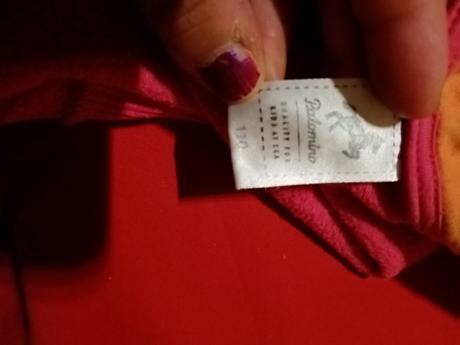 Palomino
QUALITY FOR
KIDS AT C&A
110